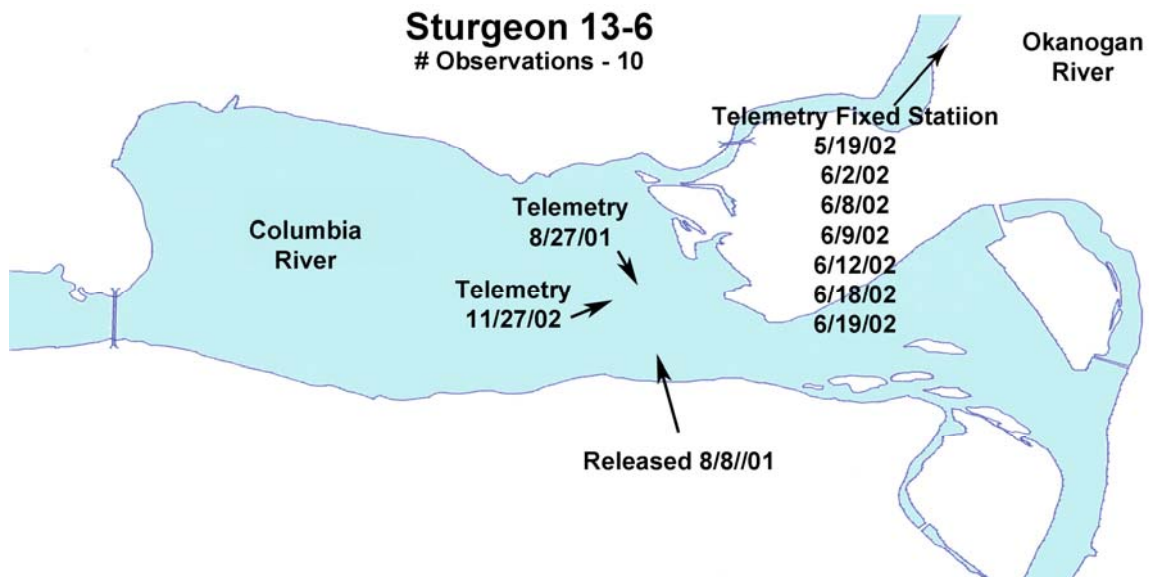 Sturgeon 13-6
# Observations - 10
Okanogan
River
Telemetry Fixed Statiion
5/19/02
6/2/02
6/8/02
6/9/02
6/12/02
6/18/02
6/19/02
Telemetry
8/27/01
Columbia
River
Telemetry
11/27/02
Released 8/8//01